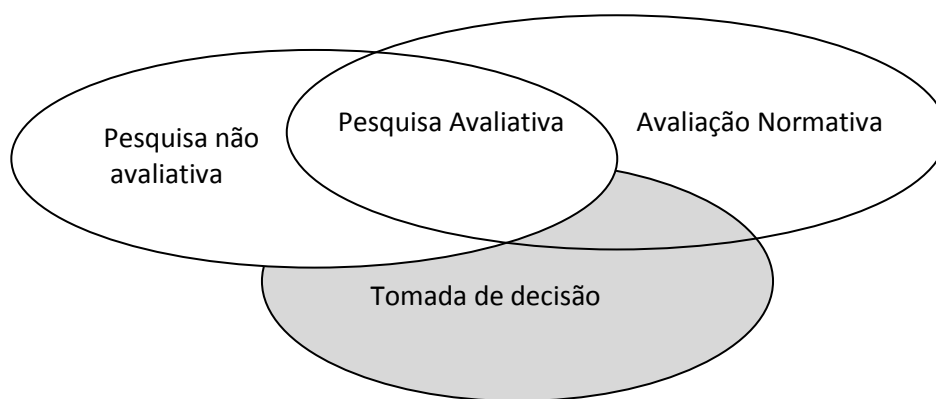 Pesquisa não
avaliativa
Pesquisa Avaliativa
Avaliação Normativa
Tomada de decisão